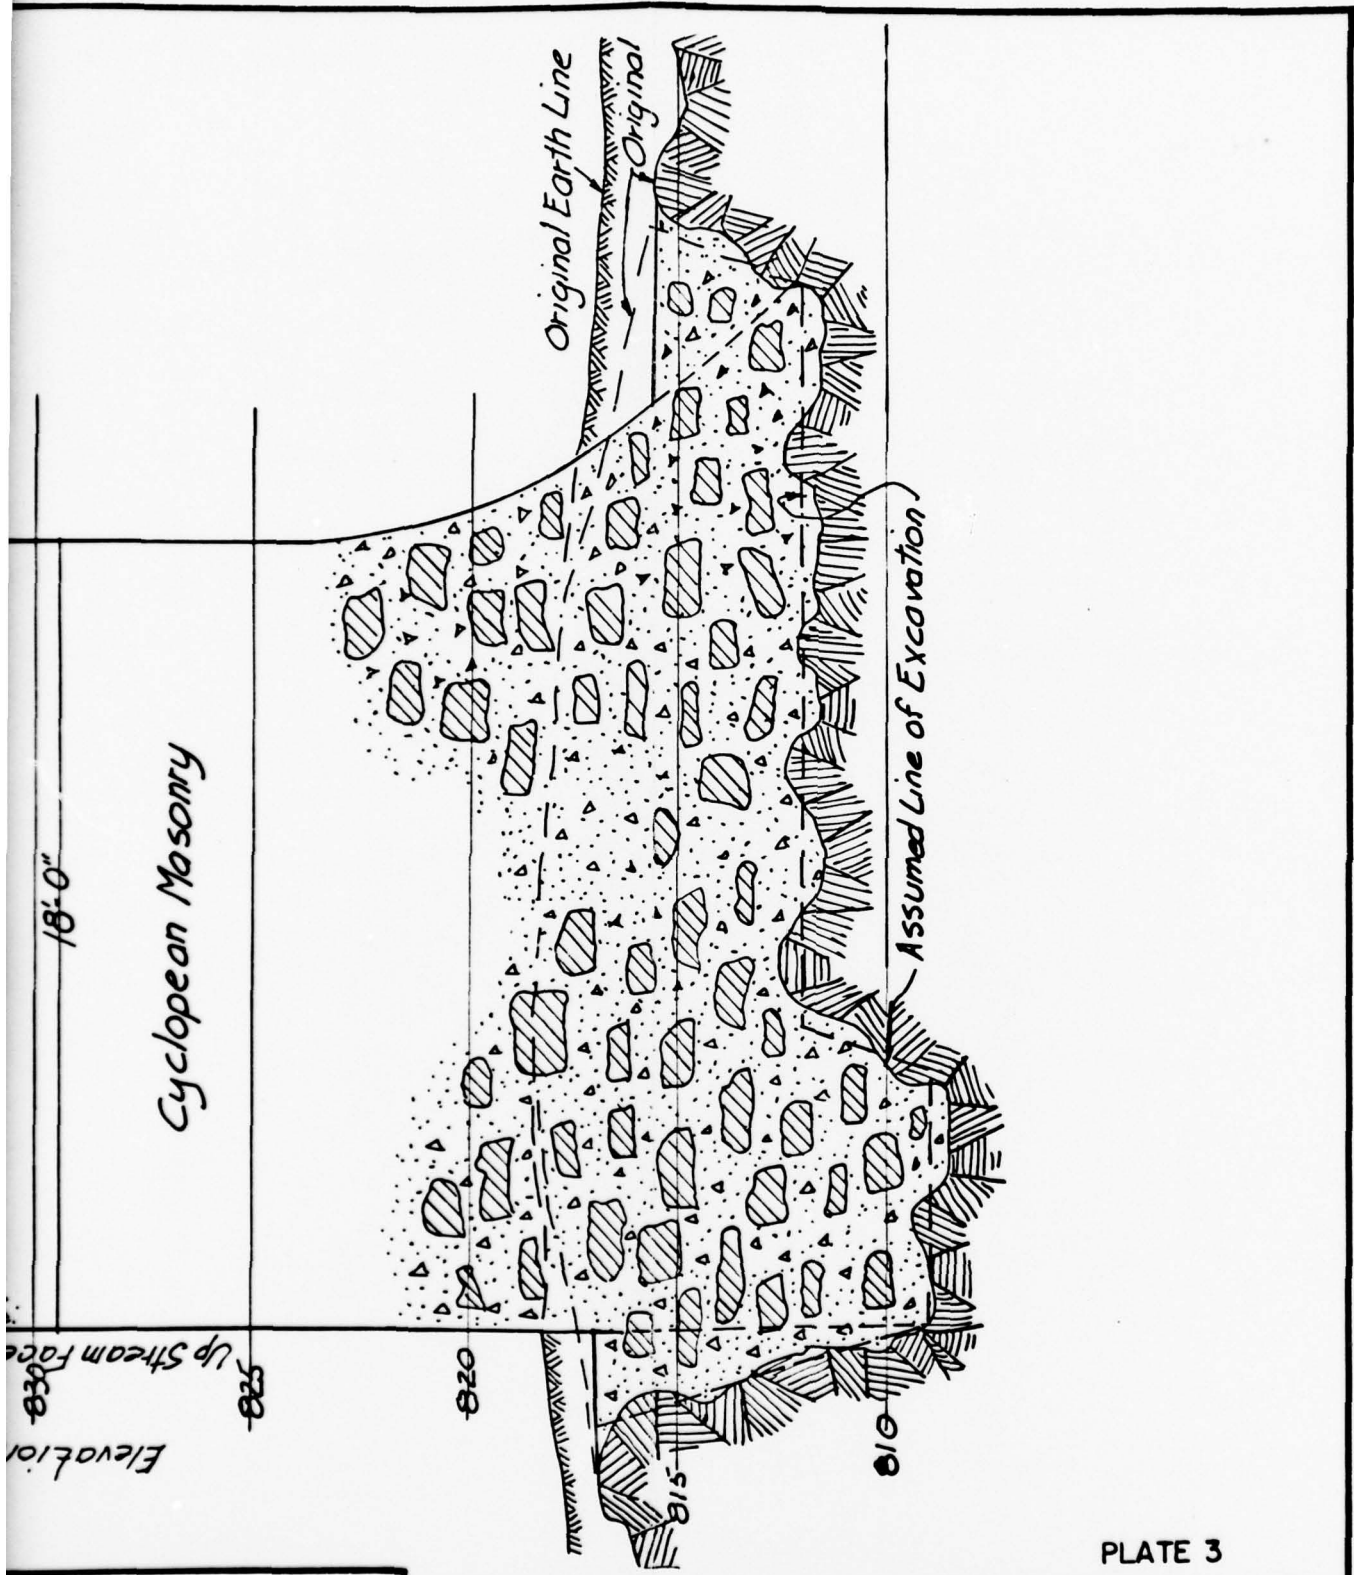 Original Earth Line
Original
18'-0"
Cyclopean Masonry
Assumed Line of Excavation
Up Stream Face
830
825
820
815
810
Elevation
PLATE 3